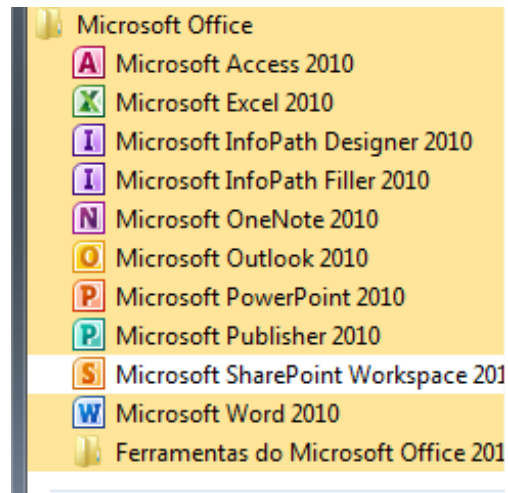 Microsoft Office
Microsoft Access 2010
Microsoft Excel 2010
Microsoft InfoPath Designer 2010
Microsoft InfoPath Filler 2010
Microsoft OneNote 2010
Microsoft Outlook 2010
Microsoft PowerPoint 2010
Microsoft Publisher 2010
Microsoft SharePoint Workspace 201
Microsoft Word 2010
Ferramentas do Microsoft Office 201